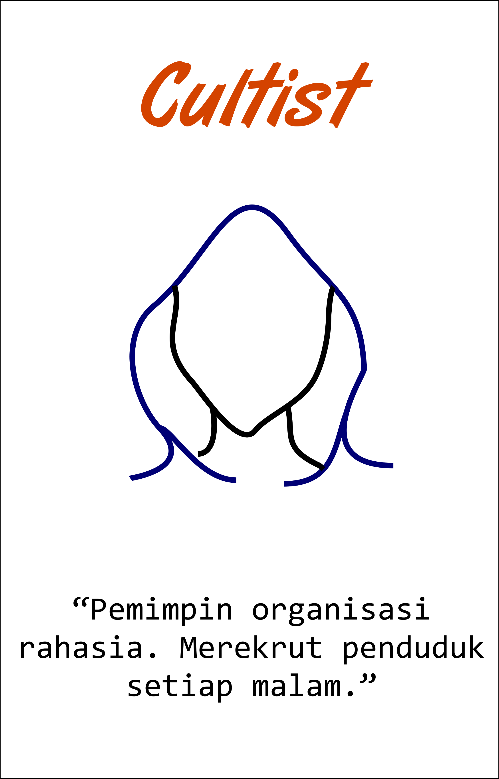 Cultist
“Pemimpin organisasi
rahasia. Merekrut penduduk
setiap malam.”